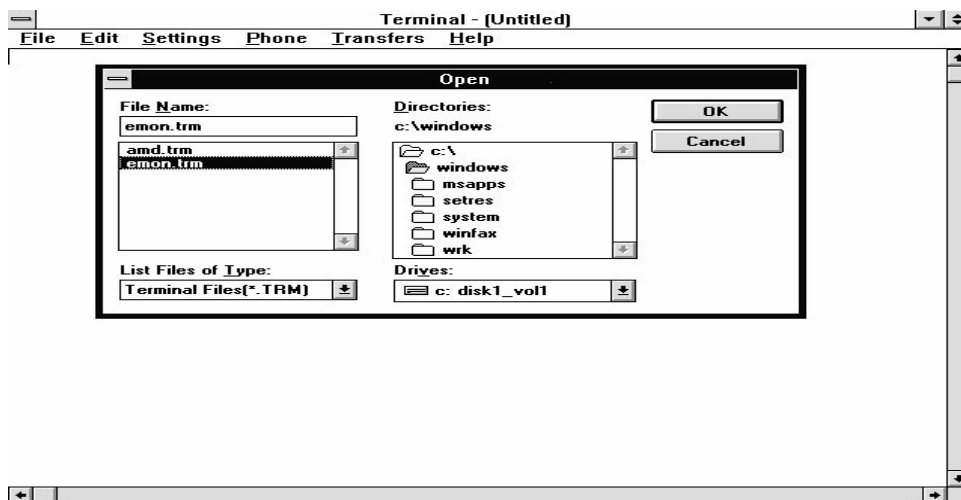 Terminal - (Untitled)
File Edit Settings Phone Transfers Help
Open
File Name:
emon.trm
amd.trm
emon.trm
List Files of Type:
Terminal Files(*.TRM)
Directories:
c:\windows
c:\
windows
msapps
setres
system
winfax
wrk
Drives:
c: disk1_vol1
OK
Cancel